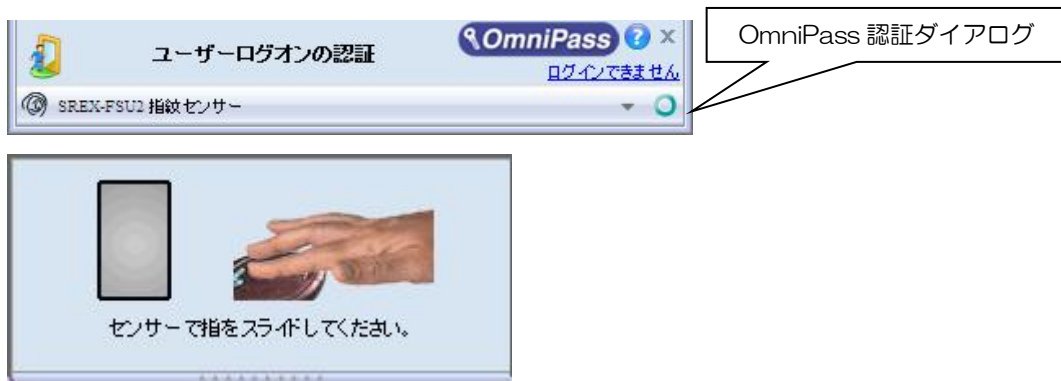 ユーザーログオンの認証
OmniPass
ログインできません
SREX-FSU2 指紋センサー
OmniPass 認証ダイアログ
センサーで指をスライドしてください。